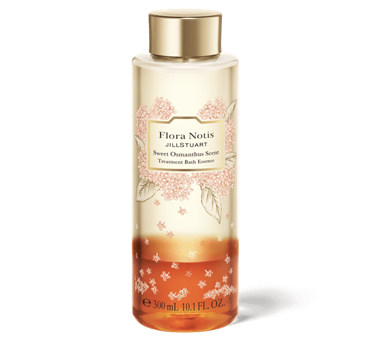 Flora Notis
JILLSTUART
Sweet Osmanthus Scent
Treatment Bath Essence
℮ 300 mL 10.1 FL. OZ.